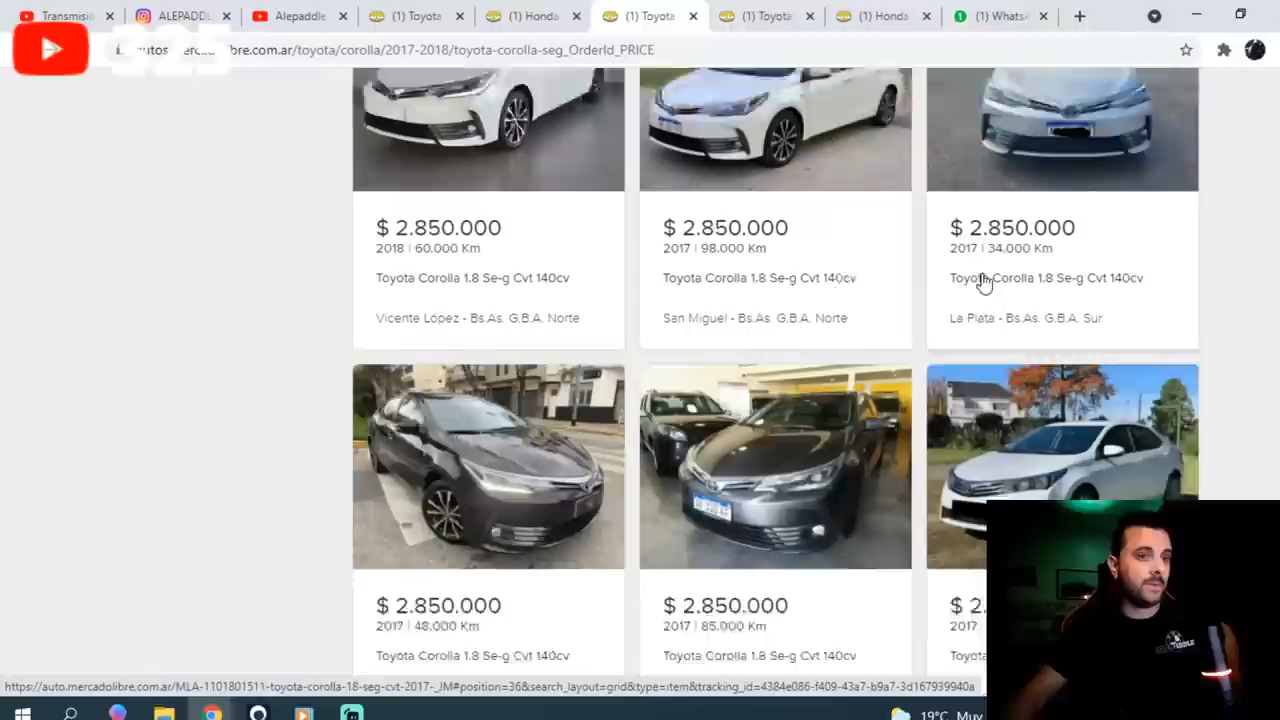 Transmisi
ALEPADDL
Alepaddle
(1) Toyota
(1) Honda
(1) Toyota
(1) Toyota
(1) Honda
(1) Whats
325
autos.mercadolibre.com.ar/toyota/corolla/2017-2018/toyota-corolla-seg_OrderId_PRICE
$ 2.850.000
2018 | 60.000 Km
Toyota Corolla 1.8 Se-g Cvt 140cv
Vicente López - Bs.As. G.B.A. Norte
$ 2.850.000
2017 | 98.000 Km
Toyota Corolla 1.8 Se-g Cvt 140cv
San Miguel - Bs.As. G.B.A. Norte
$ 2.850.000
2017 | 34.000 Km
Toyota Corolla 1.8 Se-g Cvt 140cv
La Plata - Bs.As. G.B.A. Sur
$ 2.850.000
2017 | 48.000 Km
Toyota Corolla 1.8 Se-g Cvt 140cv
$ 2.850.000
2017 | 85.000 Km
Toyota Corolla 1.8 Se-g Cvt 140cv
$ 2.
2017
Toyota
https://auto.mercadolibre.com.ar/MLA-1101801511-toyota-corolla-18-seg-cvt-2017-_JM#position=36&search_layout=grid&type=item&tracking_id=4384e086-f409-43a7-b9a7-3d167939940a
19°C Muy